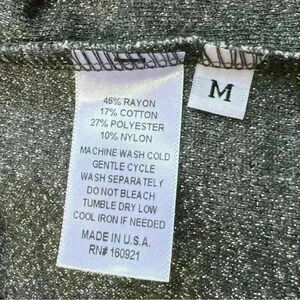 46% RAYON
17% COTTON
27% POLYESTER
10% NYLON
MACHINE WASH COLD
GENTLE CYCLE
WASH SEPARATELY
DO NOT BLEACH
TUMBLE DRY LOW
COOL IRON IF NEEDED
MADE IN U.S.A.
RN# 160921
M